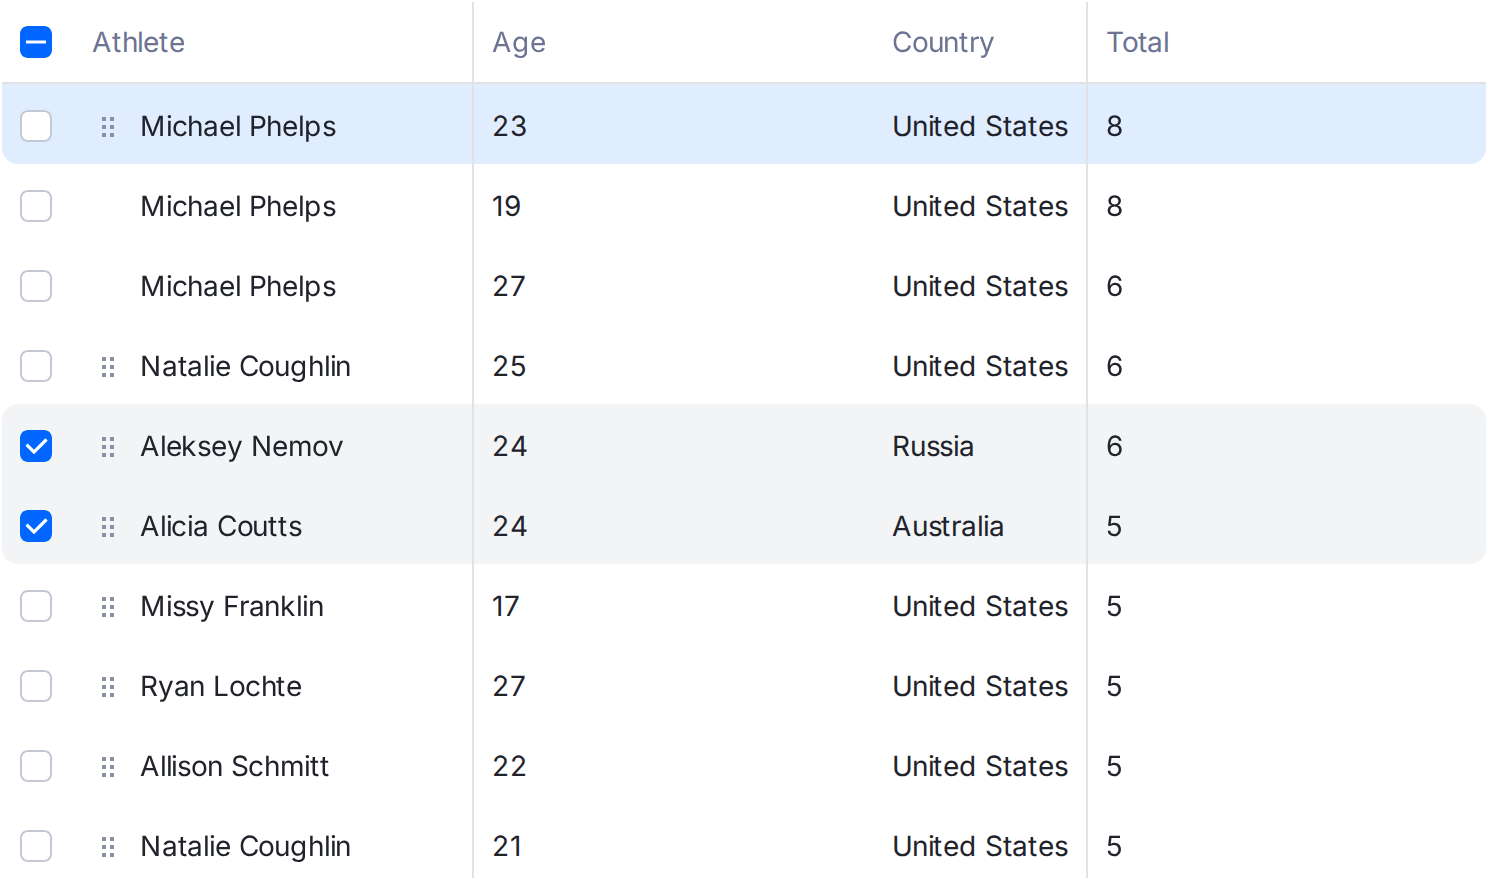 Athlete Age Country Total
Michael Phelps 23 United States 8
Michael Phelps 19 United States 8
Michael Phelps 27 United States 6
Natalie Coughlin 25 United States 6
Aleksey Nemov 24 Russia 6
Alicia Coutts 24 Australia 5
Missy Franklin 17 United States 5
Ryan Lochte 27 United States 5
Allison Schmitt 22 United States 5
Natalie Coughlin 21 United States 5